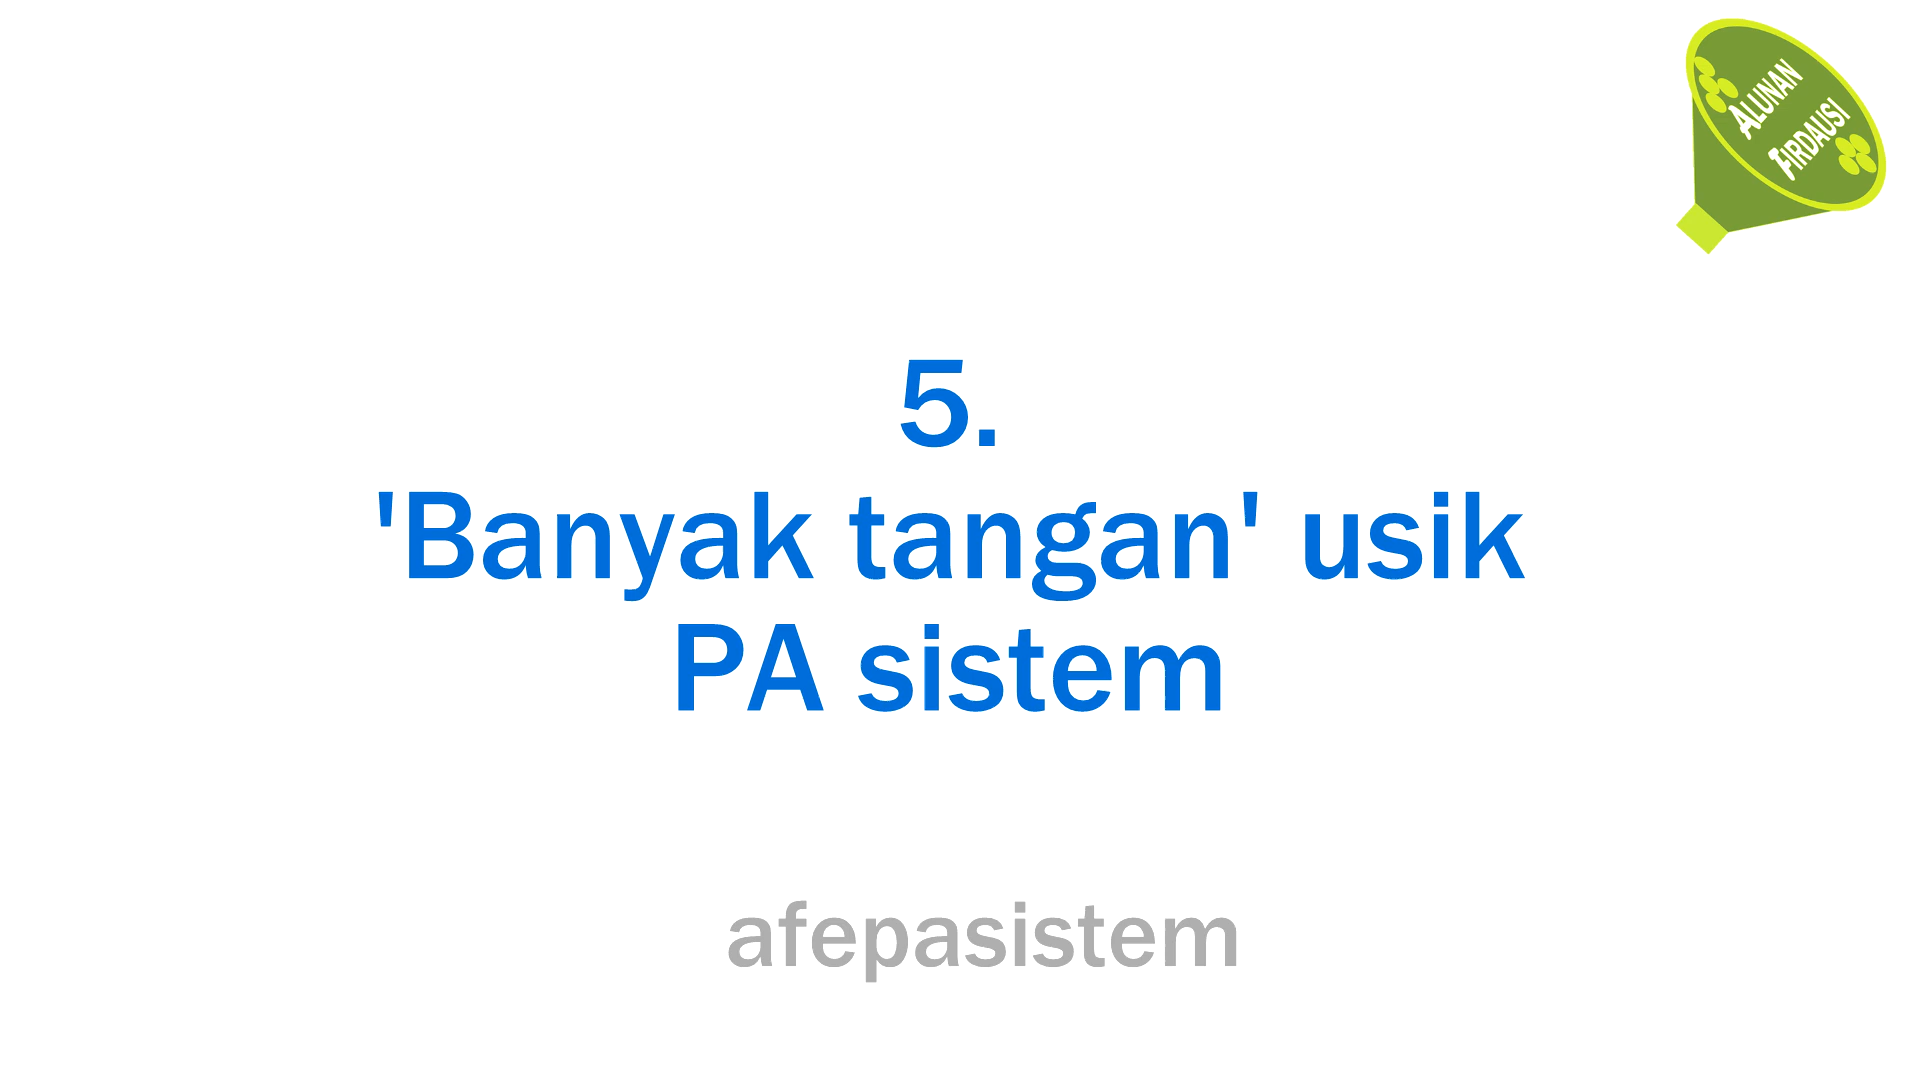 ALUNAN
FIRDAUSI
5.
'Banyak tangan' usik
PA sistem
afepasistem